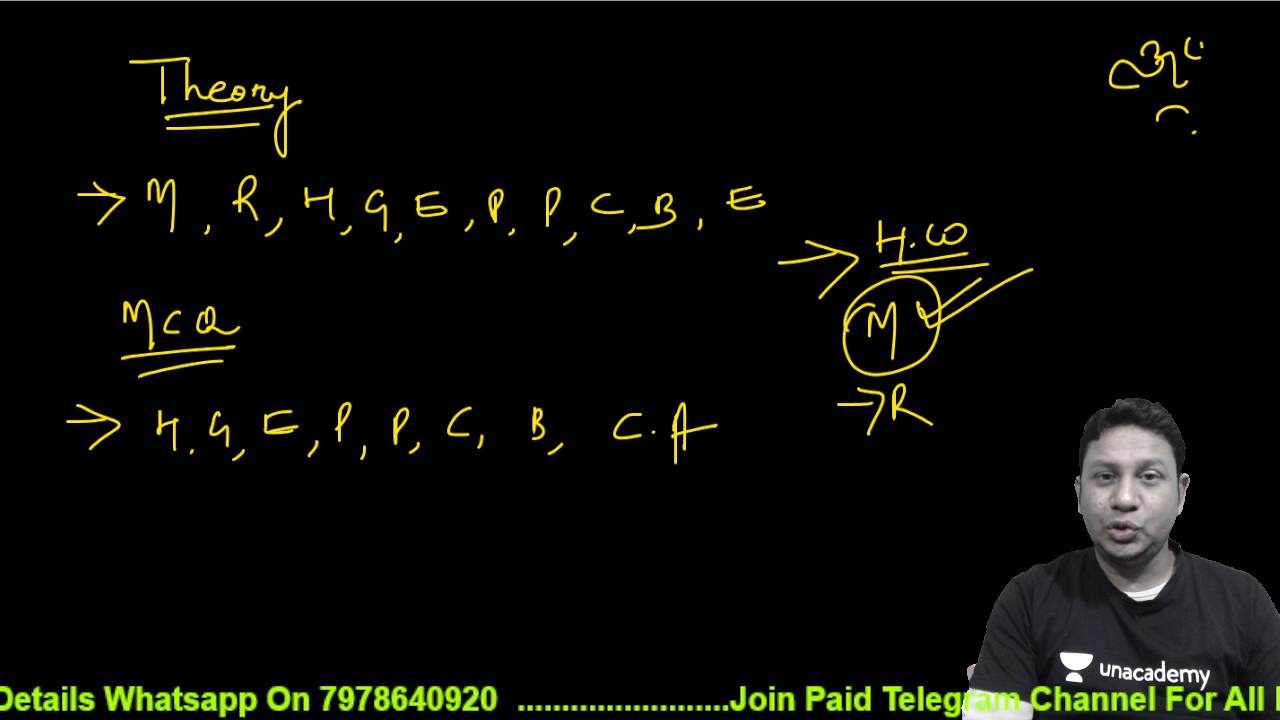 Theory
→ M, R, H, G, E, P, P, C, B, E
→ H.W
M
→ R
MCQ
→ H, G, E, P, P, C, B, C.A
unacademy
Details Whatsapp On 7978640920 ........................Join Paid Telegram Channel For All